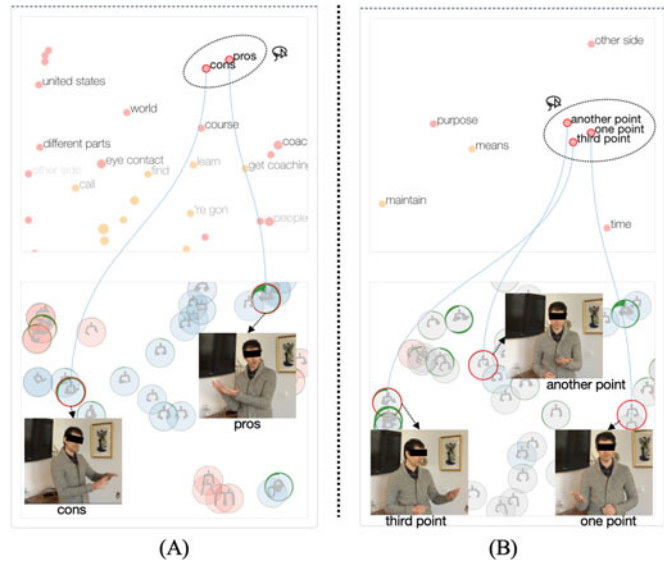 pros
cons
united states
world
course
different parts
coac
eye contact
find
learn
other side
get coaching
call
're gon
people
pros
cons
(A)
other side
another point
one point
third point
purpose
means
maintain
time
another point
third point
one point
(B)